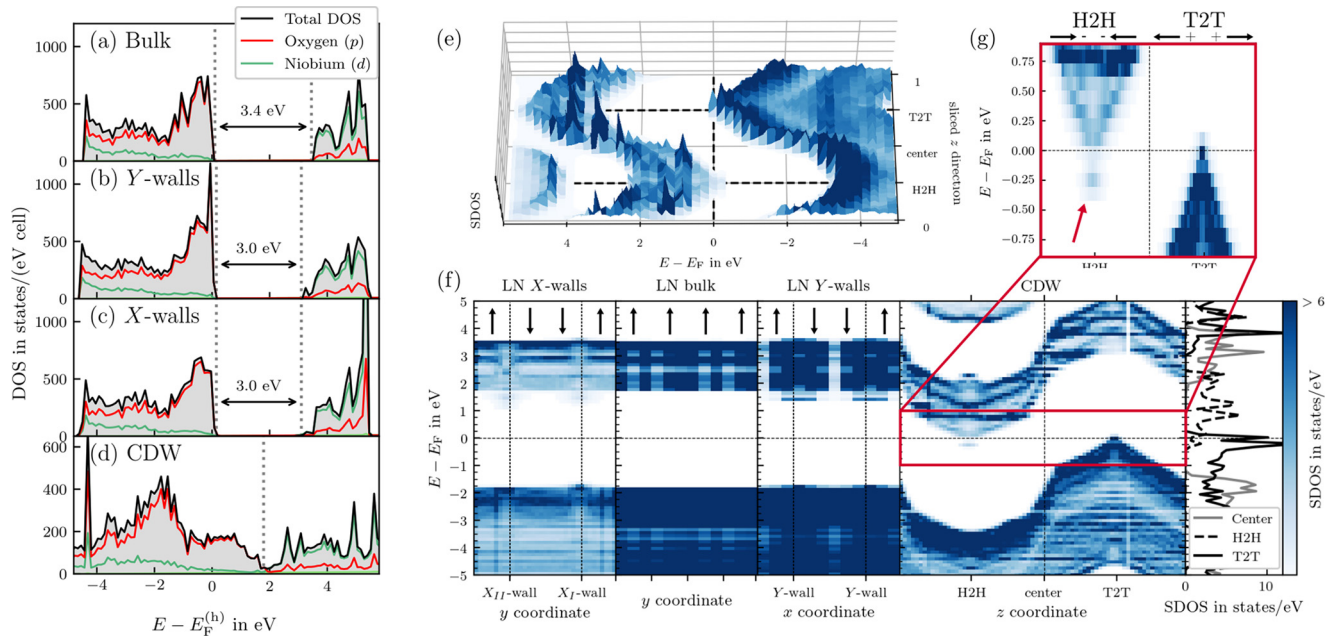 Total DOS
Oxygen (p)
Niobium (d)
(a) Bulk
1000
500
0
3.4 eV
(b) Y-walls
1000
500
0
3.0 eV
(c) X-walls
1000
500
0
3.0 eV
(d) CDW
600
400
200
0
-4 -2 0 2 4
DOS in states/(eV cell)
E − E_F^(h) in eV
(e)
SDOS
4 2 0 −2 −4
E − E_F in eV
1
T2T
center
H2H
0
sliced z direction
(g)
H2H T2T
- - + +
0.75
0.50
0.25
0.00
−0.25
−0.50
−0.75
E − E_F in eV
H2H T2T
(f)
LN X-walls LN bulk LN Y-walls CDW
5
4
3
2
1
0
−1
−2
−3
−4
−5
E − E_F in eV
X_II-wall X_I-wall
y coordinate
y coordinate
Y-wall Y-wall
x coordinate
H2H center T2T
z coordinate
Center
H2H
T2T
0 10
SDOS in states/eV
> 6
SDOS in states/eV